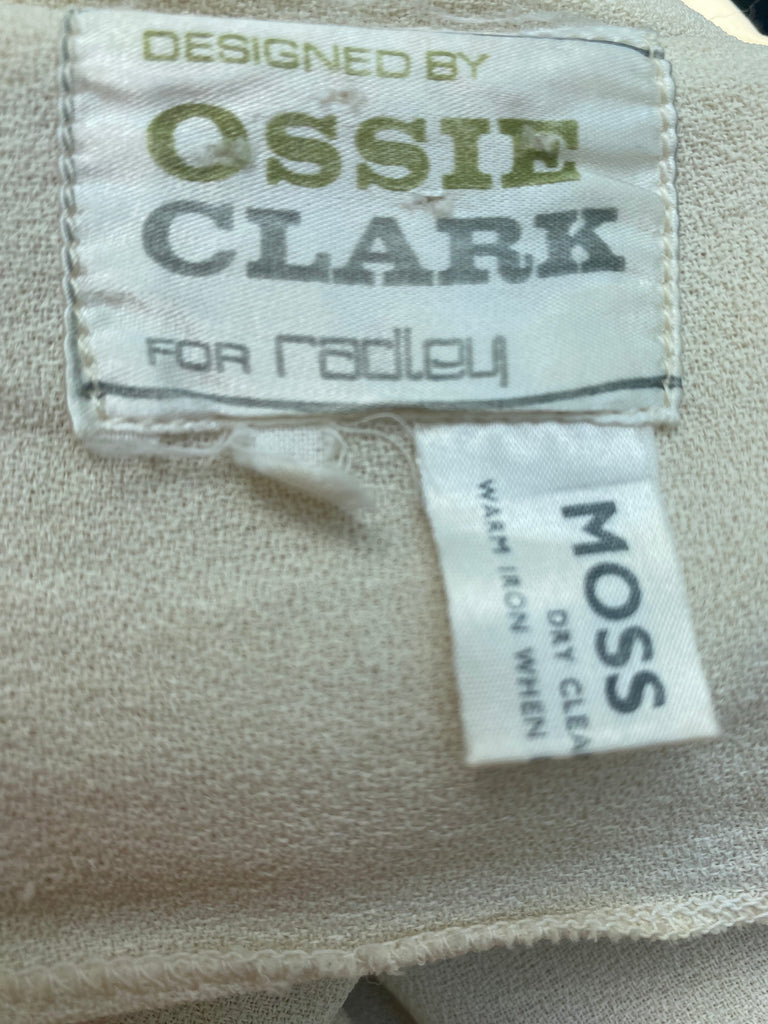 DESIGNED BY
OSSIE
CLARK
FOR radley
MOSS
DRY CLEA
WARM IRON WHEN